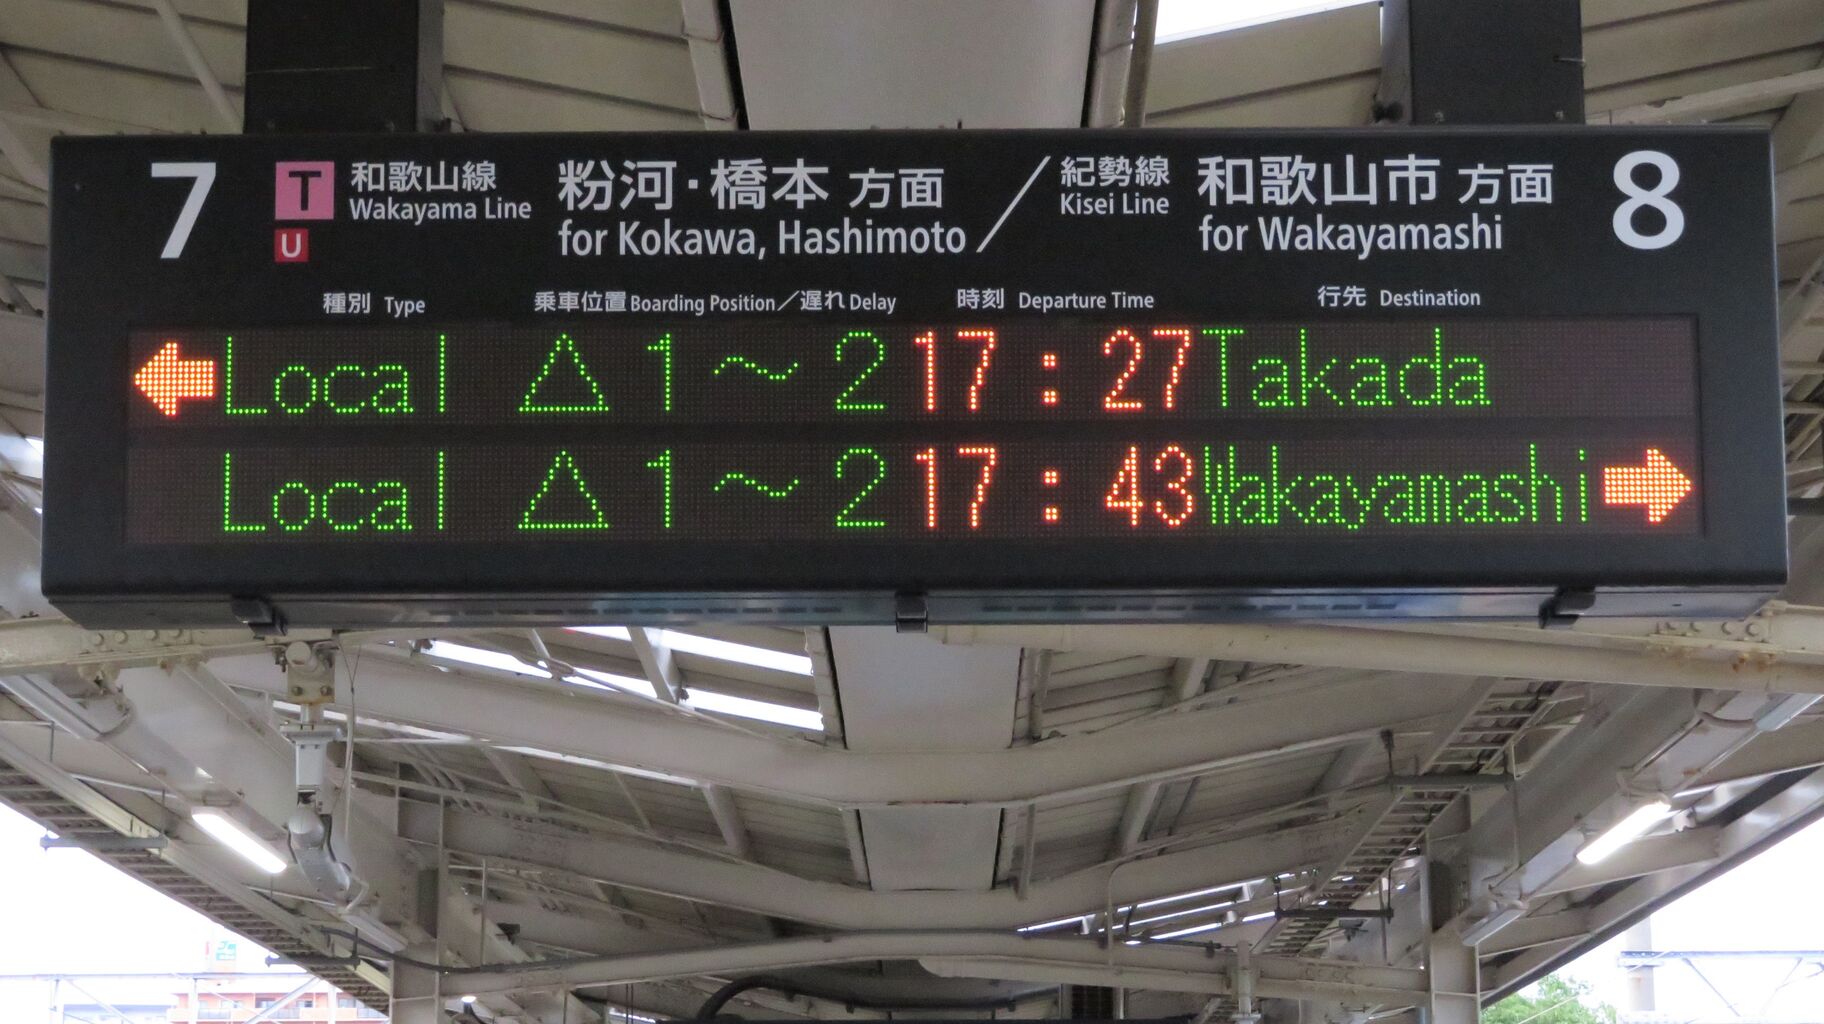 7 T 和歌山線 粉河・橋本 方面 ／ 紀勢線 和歌山市 方面 8
U Wakayama Line for Kokawa, Hashimoto Kisei Line for Wakayamashi
種別 Type 乗車位置 Boarding Position／遅れ Delay 時刻 Departure Time 行先 Destination
← Local △ 1～2 17:27 Takada
Local △ 1～2 17:43 Wakayamashi →